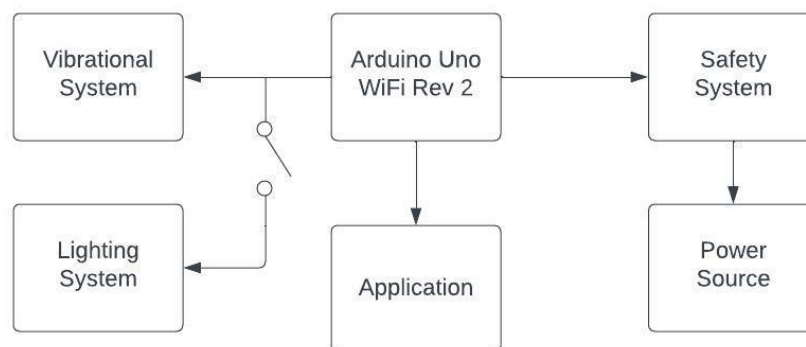 Vibrational
System
Arduino Uno
WiFi Rev 2
Safety
System
Lighting
System
Application
Power
Source